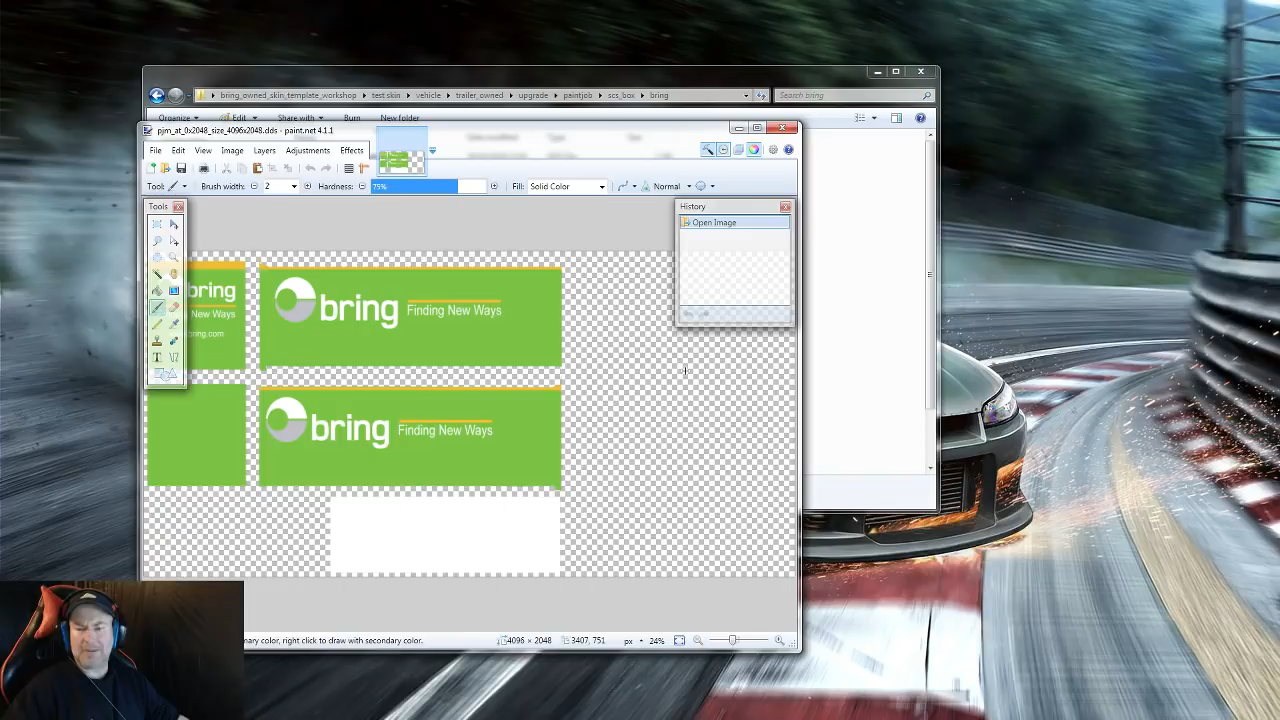 bring_owned_skin_template_workshop test skin vehicle trailer_owned upgrade paintjob scs_box bring Search bring
Organize Edit Share with Burn New folder
pjm_at_0x2048_size_4096x2048.dds - paint.net 4.1.1
File Edit View Image Layers Adjustments Effects
Tool: Brush width: 2 Hardness: 75% Fill: Solid Color Normal
Tools
History
Open Image
bring
New Ways
bring.com
bring Finding New Ways
bring Finding New Ways
mary color, right click to draw with secondary color. 4096 × 2048 3407, 751 px 24%